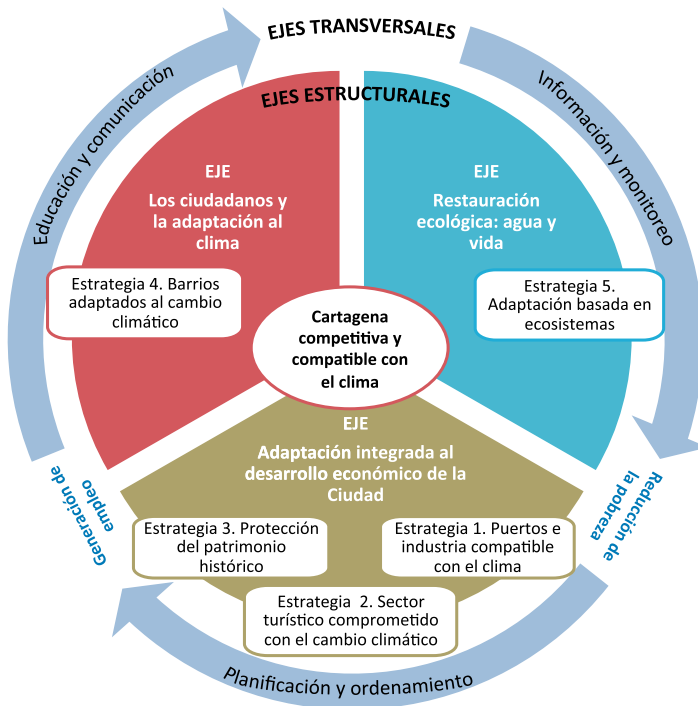 EJES TRANSVERSALES
EJES ESTRUCTURALES
Educación y comunicación
Información y monitoreo
EJE
Los ciudadanos y
la adaptación al
clima
EJE
Restauración
ecológica: agua y
vida
Estrategia 4. Barrios
adaptados al cambio
climático
Estrategia 5.
Adaptación basada en
ecosistemas
Cartagena
competitiva y
compatible con
el clima
EJE
Adaptación integrada al
desarrollo económico de la
Ciudad
Generación de
empleo
Reducción de
la pobreza
Estrategia 3. Protección
del patrimonio
histórico
Estrategia 1. Puertos e
industria compatible
con el clima
Estrategia 2. Sector
turístico comprometido
con el cambio climático
Planificación y ordenamiento